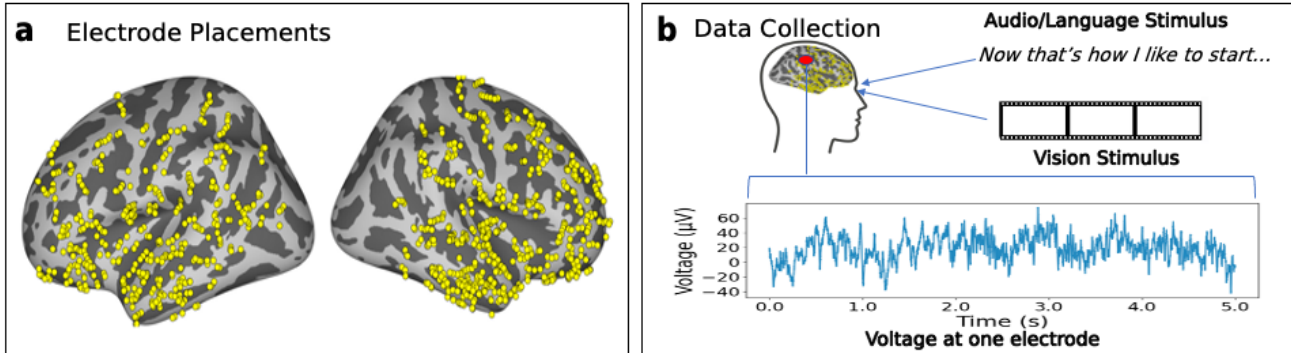 a Electrode Placements
b Data Collection
Audio/Language Stimulus
Now that's how I like to start...
Vision Stimulus
Voltage (μV)
60
40
20
0
−20
−40
0.0 1.0 2.0 3.0 4.0 5.0
Time (s)
Voltage at one electrode